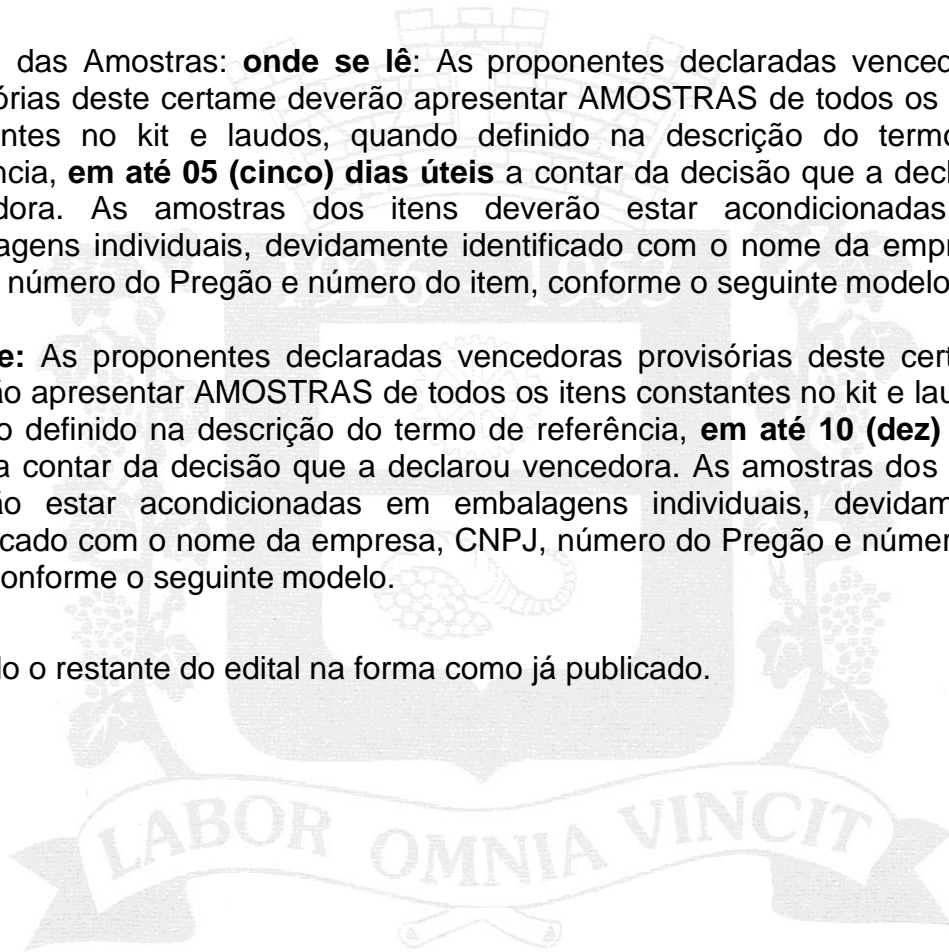 das Amostras: onde se lê: As proponentes declaradas venced
órias deste certame deverão apresentar AMOSTRAS de todos os
ntes no kit e laudos, quando definido na descrição do termo
ncia, em até 05 (cinco) dias úteis a contar da decisão que a decl
dora. As amostras dos itens deverão estar acondicionadas
agens individuais, devidamente identificado com o nome da empr
número do Pregão e número do item, conforme o seguinte modelo
1926 1959
e: As proponentes declaradas vencedoras provisórias deste cert
ão apresentar AMOSTRAS de todos os itens constantes no kit e lau
o definido na descrição do termo de referência, em até 10 (dez)
a contar da decisão que a declarou vencedora. As amostras dos
ão estar acondicionadas em embalagens individuais, devidam
cado com o nome da empresa, CNPJ, número do Pregão e númer
onforme o seguinte modelo.
do o restante do edital na forma como já publicado.
LABOR OMNIA VINCIT